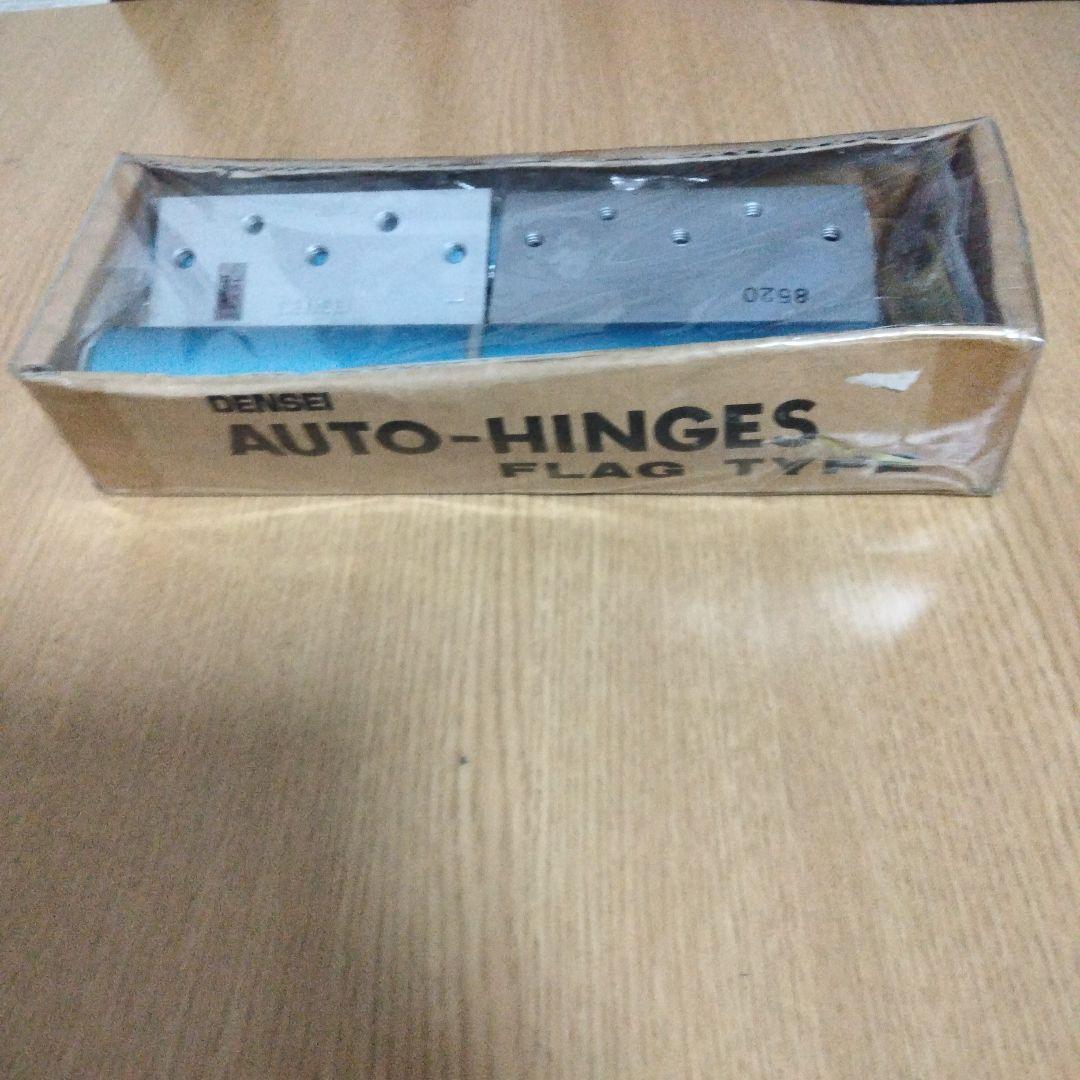 8520
DENSEI
AUTO-HINGES
FLAG TYPE